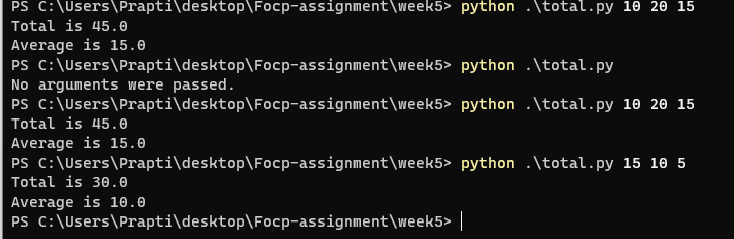 PS C:\Users\Prapti\desktop\Focp-assignment\week5> python .\total.py 10 20 15
Total is 45.0
Average is 15.0
PS C:\Users\Prapti\desktop\Focp-assignment\week5> python .\total.py
No arguments were passed.
PS C:\Users\Prapti\desktop\Focp-assignment\week5> python .\total.py 10 20 15
Total is 45.0
Average is 15.0
PS C:\Users\Prapti\desktop\Focp-assignment\week5> python .\total.py 15 10 5
Total is 30.0
Average is 10.0
PS C:\Users\Prapti\desktop\Focp-assignment\week5>